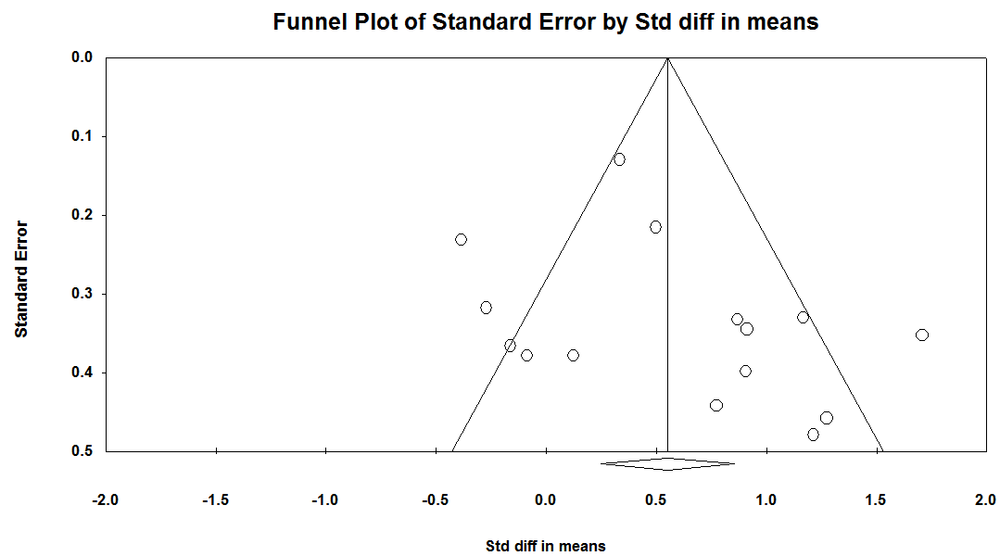 Funnel Plot of Standard Error by Std diff in means
0.0
0.1
0.2
0.3
0.4
0.5
Standard Error
-2.0 -1.5 -1.0 -0.5 0.0 0.5 1.0 1.5 2.0
Std diff in means